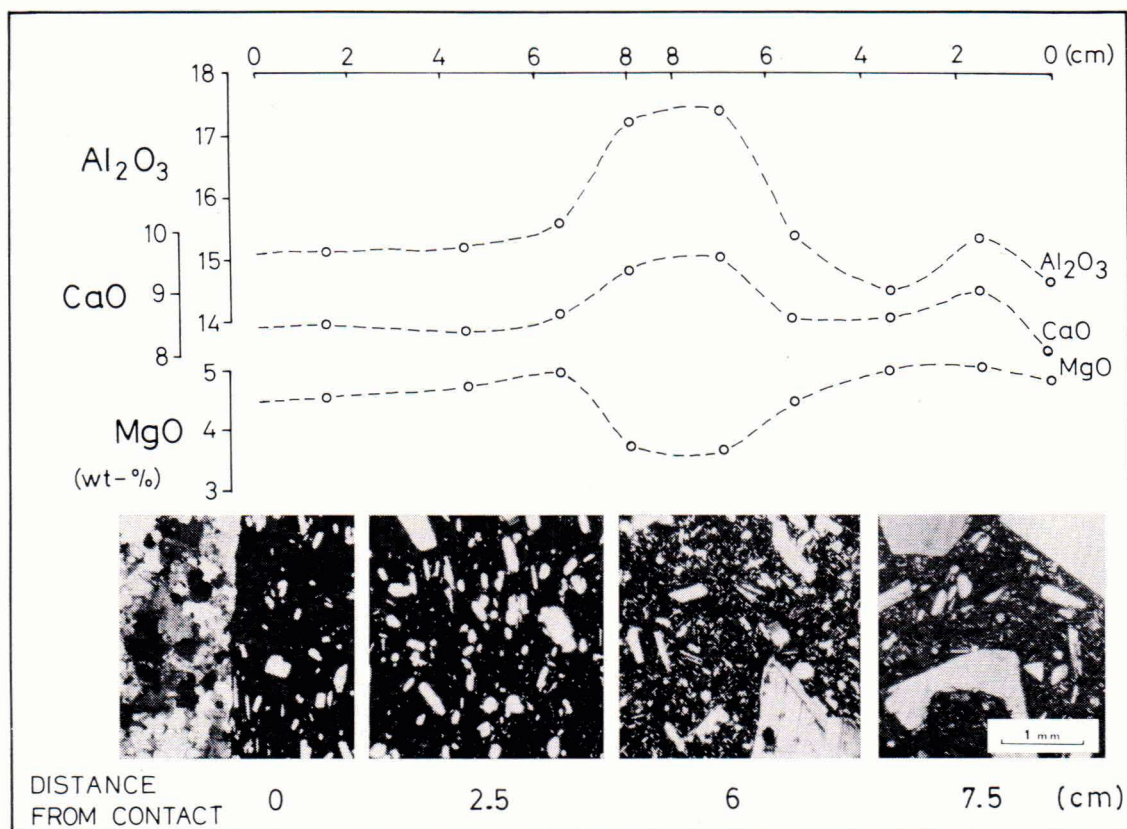 0 2 4 6 8 8 6 4 2 0 (cm)
18
17
16
15
14
Al₂O₃
10
9
8
CaO
5
4
3
MgO
(wt-%)
Al₂O₃
CaO
MgO
1 mm
DISTANCE
FROM CONTACT 0 2.5 6 7.5 (cm)